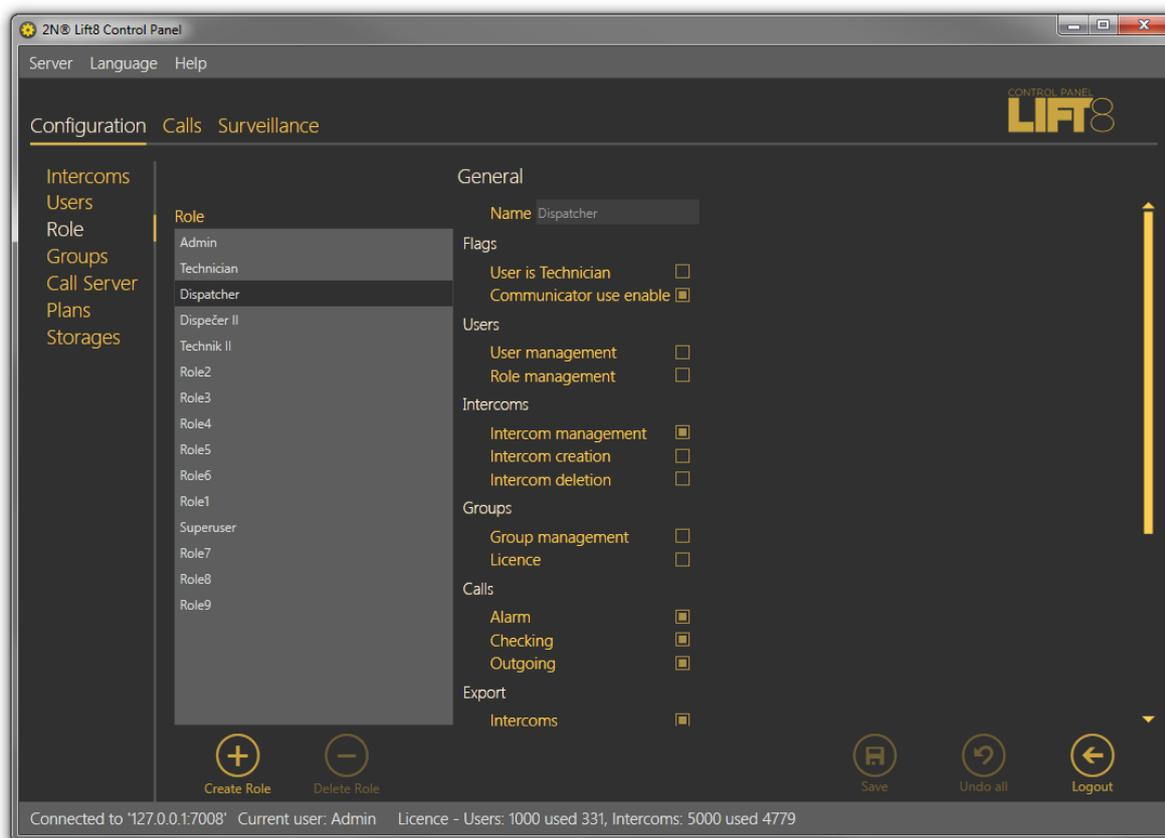 2N® Lift8 Control Panel
Server Language Help
CONTROL PANEL
LIFT8
Configuration Calls Surveillance
Intercoms
Users
Role
Groups
Call Server
Plans
Storages
Role
Admin
Technician
Dispatcher
Dispečer II
Technik II
Role2
Role3
Role4
Role5
Role6
Role1
Superuser
Role7
Role8
Role9
General
Name Dispatcher
Flags
User is Technician
Communicator use enable
Users
User management
Role management
Intercoms
Intercom management
Intercom creation
Intercom deletion
Groups
Group management
Licence
Calls
Alarm
Checking
Outgoing
Export
Intercoms
Create Role Delete Role Save Undo all Logout
Connected to '127.0.0.1:7008' Current user: Admin Licence - Users: 1000 used 331, Intercoms: 5000 used 4779